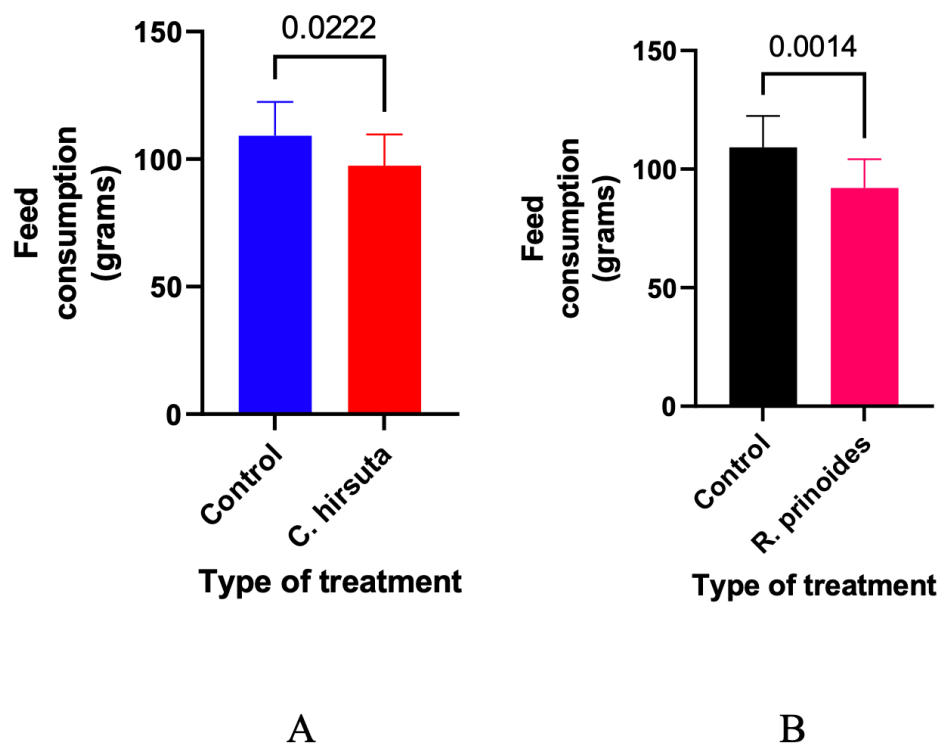 0.0222
150
100
50
0
Feed
consumption
(grams)
Control
C. hirsuta
Type of treatment
A
0.0014
150
100
50
0
Feed
consumption
(grams)
Control
R. prinoides
Type of treatment
B